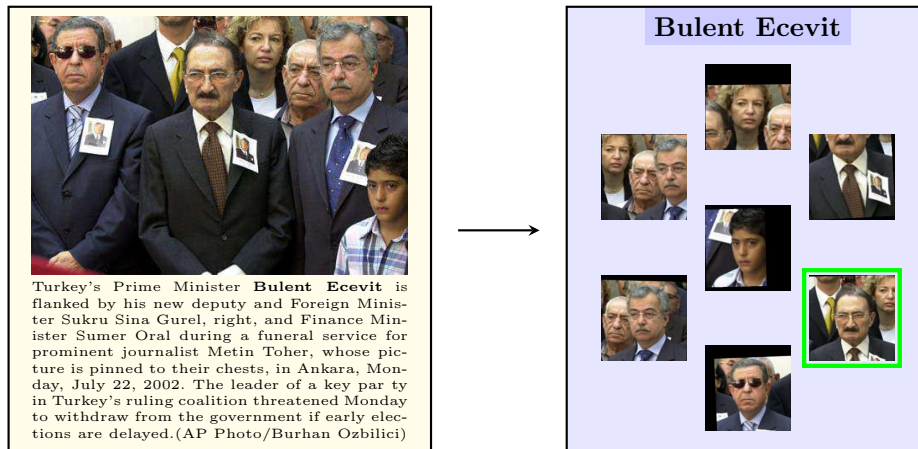 Bulent Ecevit
Turkey's Prime Minister Bulent Ecevit is
flanked by his new deputy and Foreign Minis-
ter Sukru Sina Gurel, right, and Finance Min-
ister Sumer Oral during a funeral service for
prominent journalist Metin Toher, whose pic-
ture is pinned to their chests, in Ankara, Mon-
day, July 22, 2002. The leader of a key par ty
in Turkey's ruling coalition threatened Monday
to withdraw from the government if early elec-
tions are delayed.(AP Photo/Burhan Ozbilici)